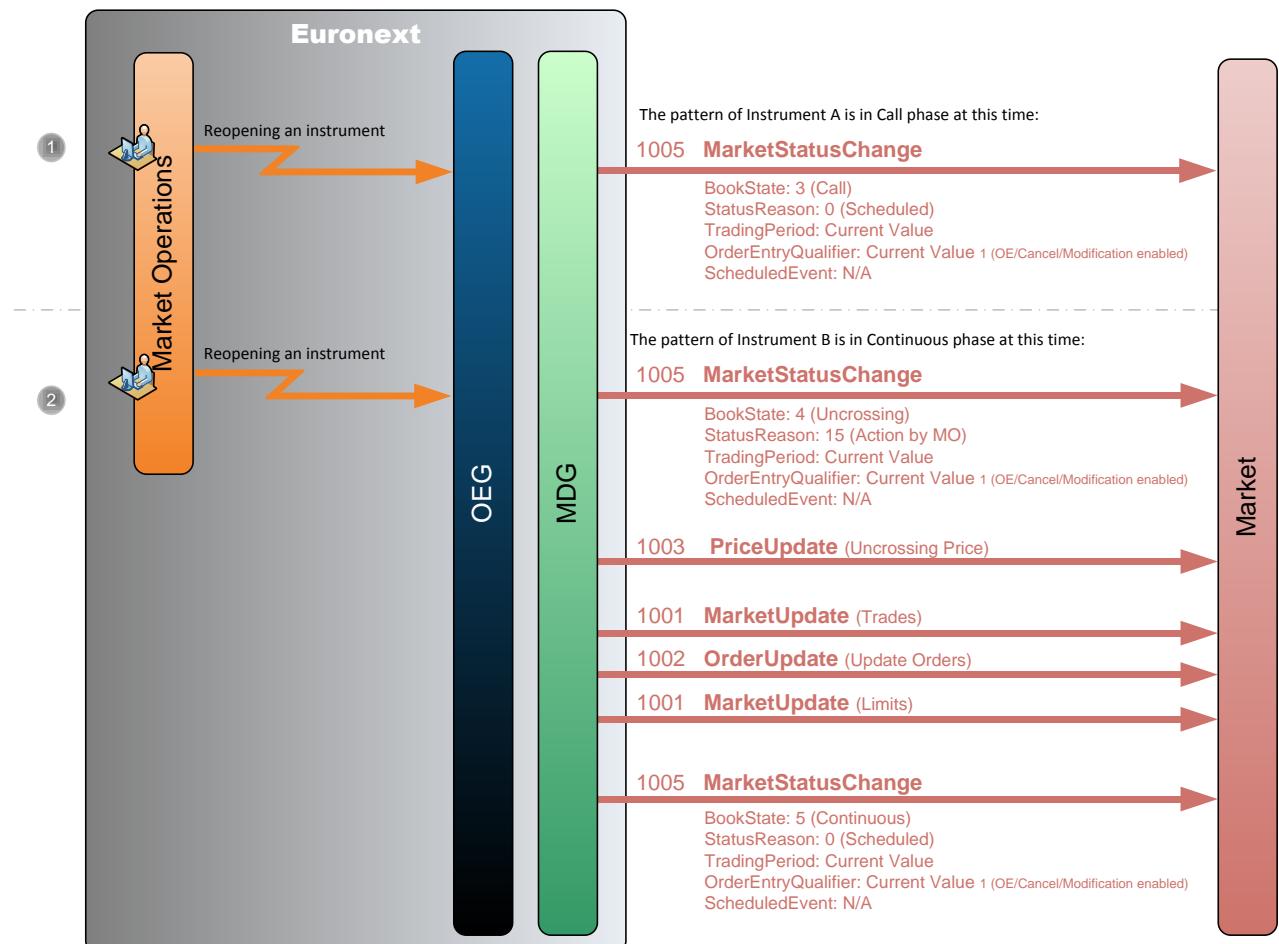 Euronext
Market Operations
OEG
MDG
Market
1
Reopening an instrument
The pattern of Instrument A is in Call phase at this time:
1005 MarketStatusChange
BookState: 3 (Call)
StatusReason: 0 (Scheduled)
TradingPeriod: Current Value
OrderEntryQualifier: Current Value 1 (OE/Cancel/Modification enabled)
ScheduledEvent: N/A
2
Reopening an instrument
The pattern of Instrument B is in Continuous phase at this time:
1005 MarketStatusChange
BookState: 4 (Uncrossing)
StatusReason: 15 (Action by MO)
TradingPeriod: Current Value
OrderEntryQualifier: Current Value 1 (OE/Cancel/Modification enabled)
ScheduledEvent: N/A
1003 PriceUpdate (Uncrossing Price)
1001 MarketUpdate (Trades)
1002 OrderUpdate (Update Orders)
1001 MarketUpdate (Limits)
1005 MarketStatusChange
BookState: 5 (Continuous)
StatusReason: 0 (Scheduled)
TradingPeriod: Current Value
OrderEntryQualifier: Current Value 1 (OE/Cancel/Modification enabled)
ScheduledEvent: N/A